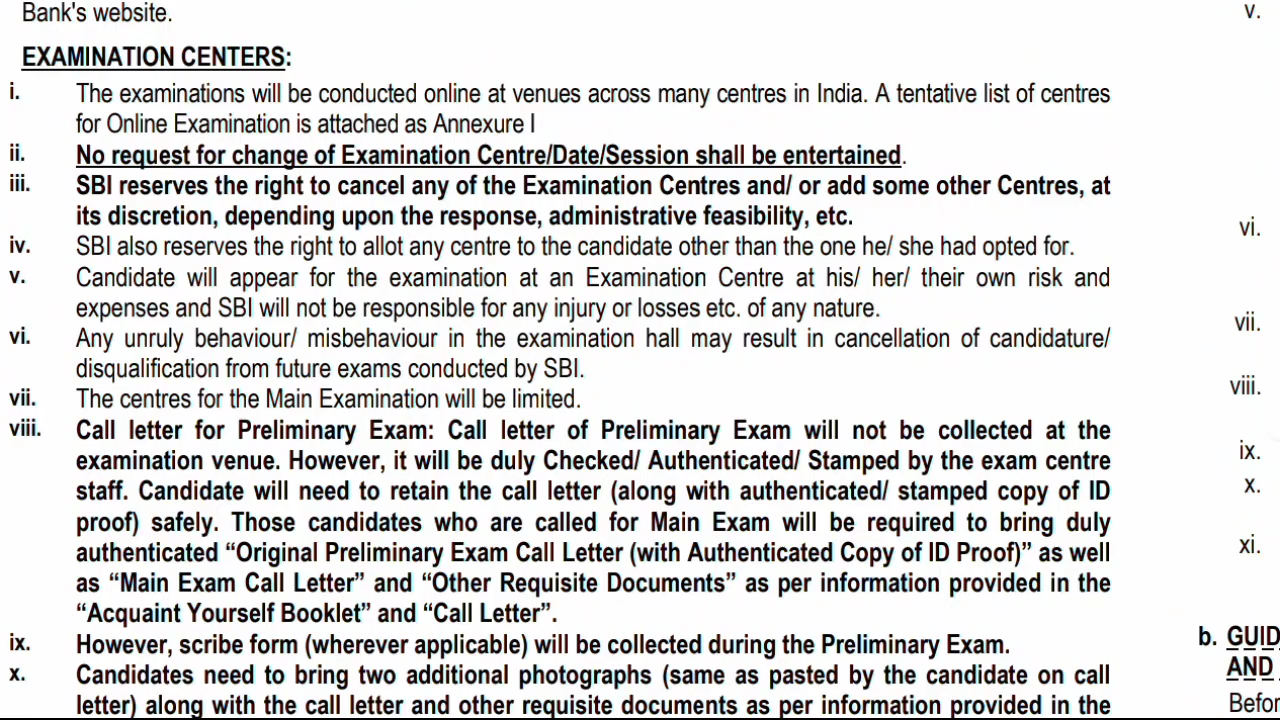 Bank's website.
EXAMINATION CENTERS:
i. The examinations will be conducted online at venues across many centres in India. A tentative list of centres
for Online Examination is attached as Annexure I
ii. No request for change of Examination Centre/Date/Session shall be entertained.
iii. SBI reserves the right to cancel any of the Examination Centres and/ or add some other Centres, at
its discretion, depending upon the response, administrative feasibility, etc.
iv. SBI also reserves the right to allot any centre to the candidate other than the one he/ she had opted for.
v. Candidate will appear for the examination at an Examination Centre at his/ her/ their own risk and
expenses and SBI will not be responsible for any injury or losses etc. of any nature.
vi. Any unruly behaviour/ misbehaviour in the examination hall may result in cancellation of candidature/
disqualification from future exams conducted by SBI.
vii. The centres for the Main Examination will be limited.
viii. Call letter for Preliminary Exam: Call letter of Preliminary Exam will not be collected at the
examination venue. However, it will be duly Checked/ Authenticated/ Stamped by the exam centre
staff. Candidate will need to retain the call letter (along with authenticated/ stamped copy of ID
proof) safely. Those candidates who are called for Main Exam will be required to bring duly
authenticated “Original Preliminary Exam Call Letter (with Authenticated Copy of ID Proof)” as well
as “Main Exam Call Letter” and “Other Requisite Documents” as per information provided in the
“Acquaint Yourself Booklet” and “Call Letter”.
ix. However, scribe form (wherever applicable) will be collected during the Preliminary Exam.
x. Candidates need to bring two additional photographs (same as pasted by the candidate on call
letter) along with the call letter and other requisite documents as per information provided in the
v.
vi.
vii.
viii.
ix.
x.
xi.
b. GUID
AND
Befor